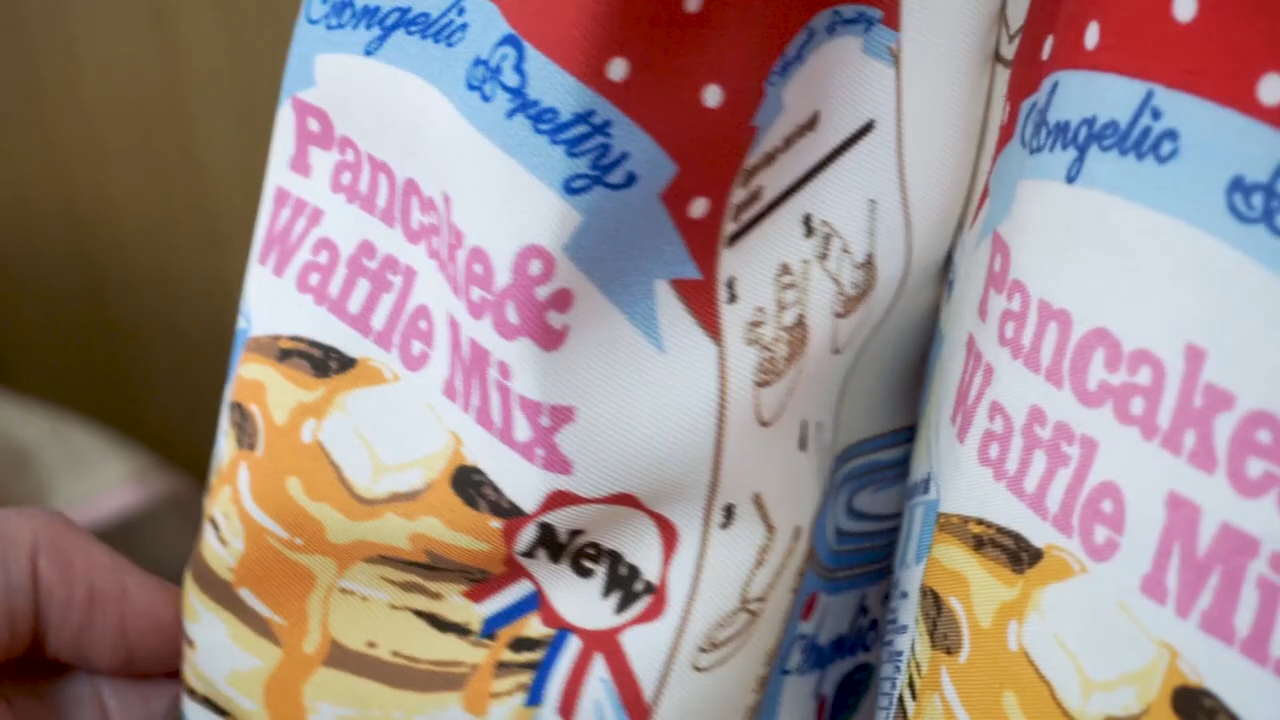 Angelic
Pretty
Pancake &
Waffle Mix
New
Angelic
Pancake
Waffle Mi